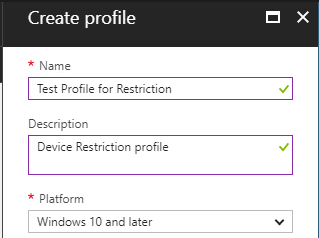 Create profile
* Name
Test Profile for Restriction
Description
Device Restriction profile
* Platform
Windows 10 and later